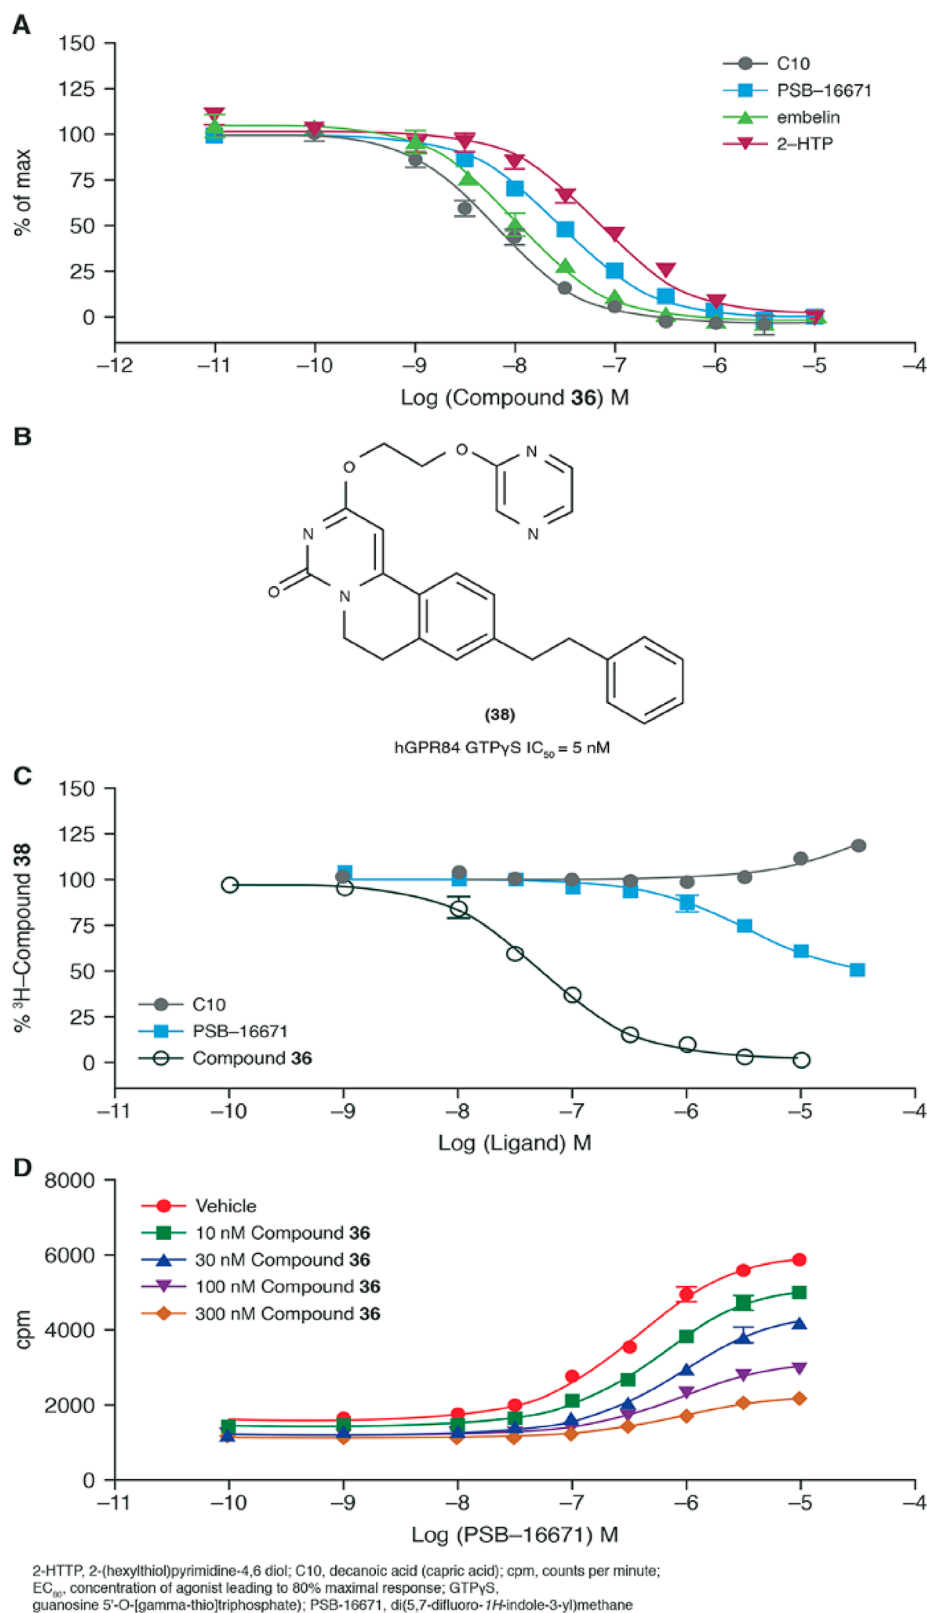 A
150
125
100
75
50
25
0
% of max
C10
PSB–16671
embelin
2–HTP
–12
–11
–10
–9
–8
–7
–6
–5
–4
Log (Compound 36) M
B
O
O
N
N
N
N
O
(38)
hGPR84 GTPγS IC50 = 5 nM
C
150
125
100
75
50
25
0
% 3H–Compound 38
C10
PSB–16671
Compound 36
–11
–10
–9
–8
–7
–6
–5
–4
Log (Ligand) M
D
8000
6000
4000
2000
0
cpm
Vehicle
10 nM Compound 36
30 nM Compound 36
100 nM Compound 36
300 nM Compound 36
–11
–10
–9
–8
–7
–6
–5
–4
Log (PSB–16671) M
2-HTTP, 2-(hexylthiol)pyrimidine-4,6 diol; C10, decanoic acid (capric acid); cpm, counts per minute;
EC80, concentration of agonist leading to 80% maximal response; GTPγS,
guanosine 5'-O-[gamma-thio]triphosphate); PSB-16671, di(5,7-difluoro-1H-indole-3-yl)methane